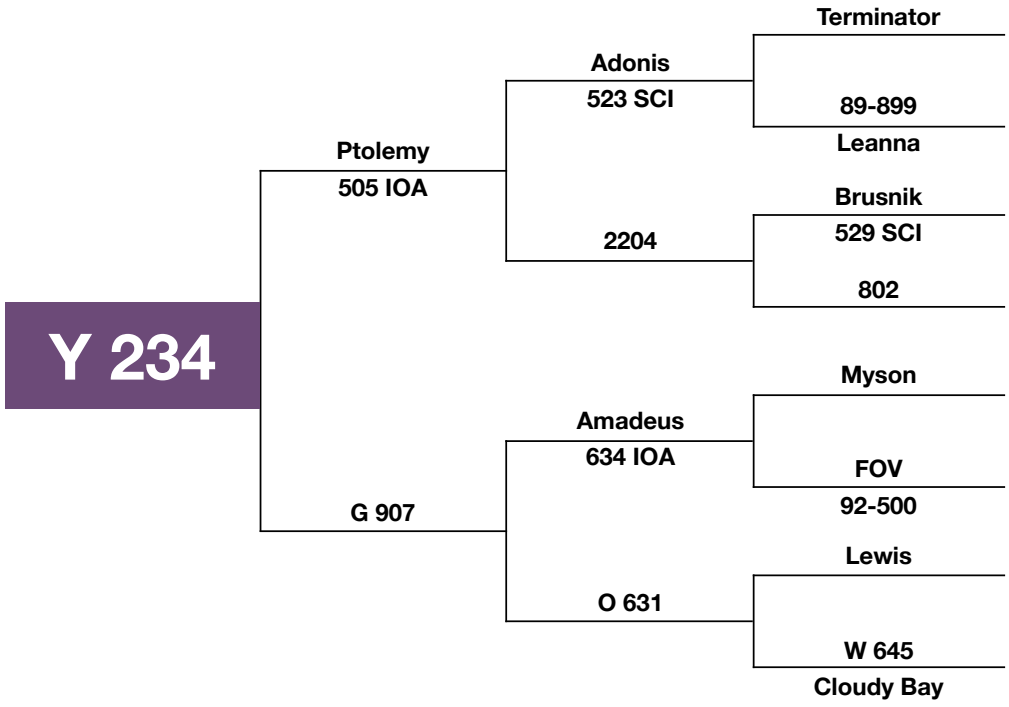 Terminator
Adonis
523 SCI
89-899
Leanna
Ptolemy
505 IOA
Brusnik
529 SCI
2204
802
Y 234
Myson
Amadeus
634 IOA
FOV
92-500
G 907
Lewis
O 631
W 645
Cloudy Bay